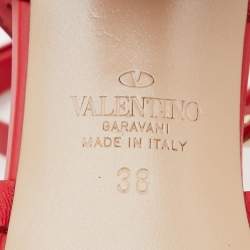 VALENTINO
GARAVANI
MADE IN ITALY
38